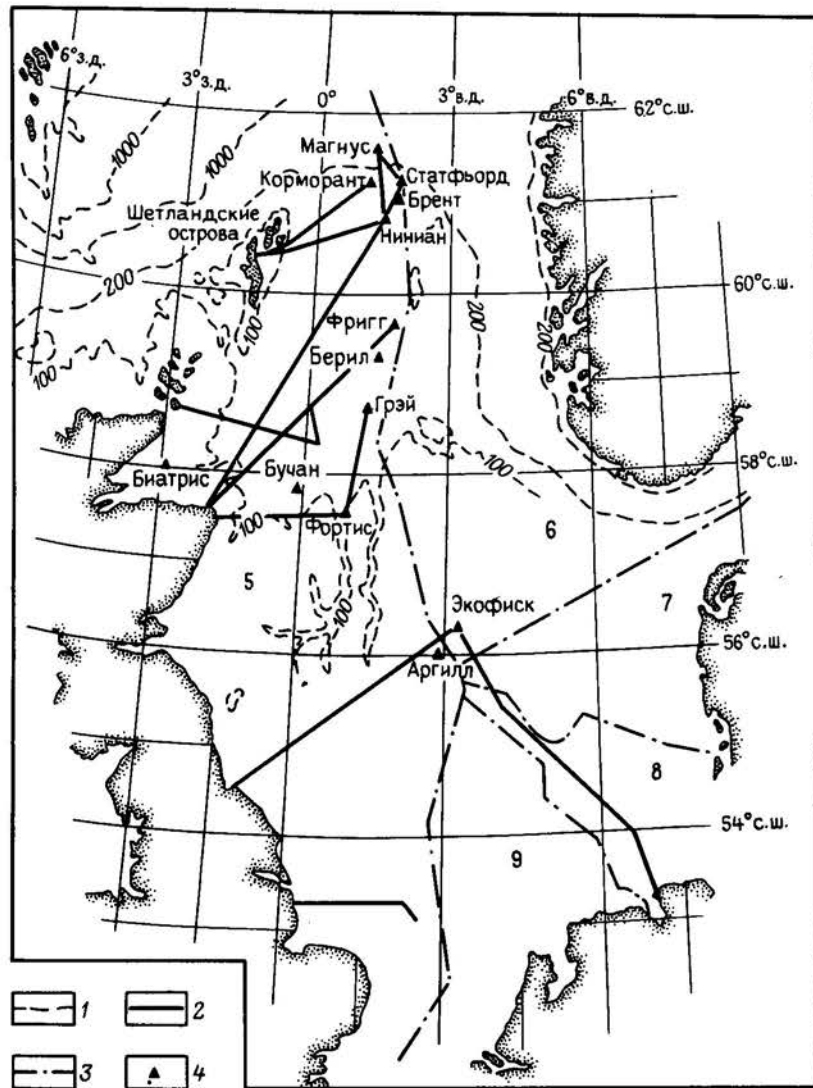 6°з.д.
3°з.д.
0°
3°в.д.
6°в.д.
62°с.ш.
1000
1000
Магнус
Корморант
Статфьорд
Брент
Шетландские
острова
Ниниан
200
100
200
200
60°с.ш.
Фригг
100
Берил
Грэй
100
58°с.ш.
Биатрис
Бучан
100
Фортис
6
5
100
7
Экофиск
56°с.ш.
Аргилл
8
54°с.ш.
9
1
2
3
4